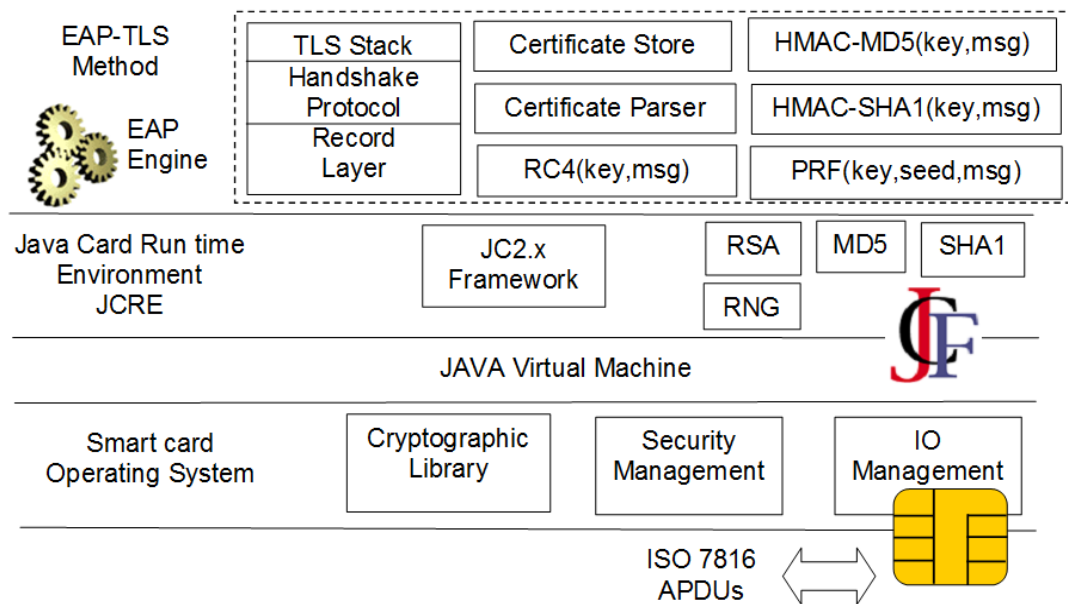 EAP-TLS
Method
EAP
Engine
TLS Stack
Handshake
Protocol
Record
Layer
Certificate Store
Certificate Parser
RC4(key,msg)
HMAC-MD5(key,msg)
HMAC-SHA1(key,msg)
PRF(key,seed,msg)
Java Card Run time
Environment
JCRE
JC2.x
Framework
RSA
MD5
SHA1
RNG
JCF
JAVA Virtual Machine
Smart card
Operating System
Cryptographic
Library
Security
Management
IO
Management
ISO 7816
APDUs